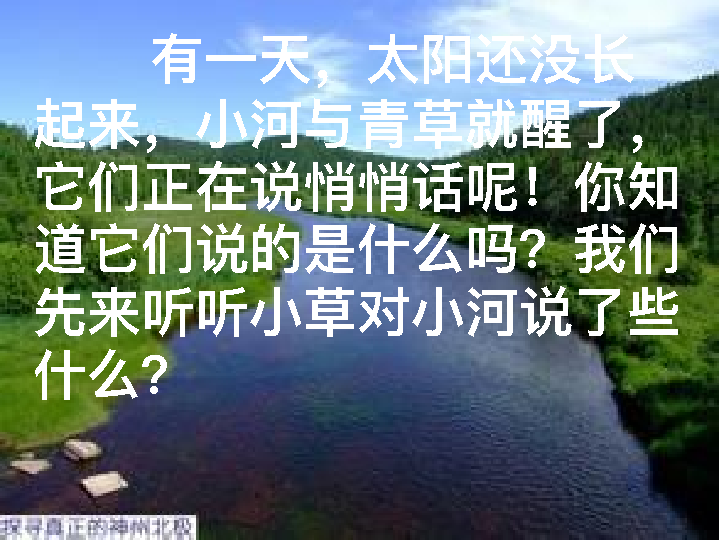 有一天，太阳还没长
起来，小河与青草就醒了，
它们正在说悄悄话呢！你知
道它们说的是什么吗？我们
先来听听小草对小河说了些
什么？
探寻真正的神州北极